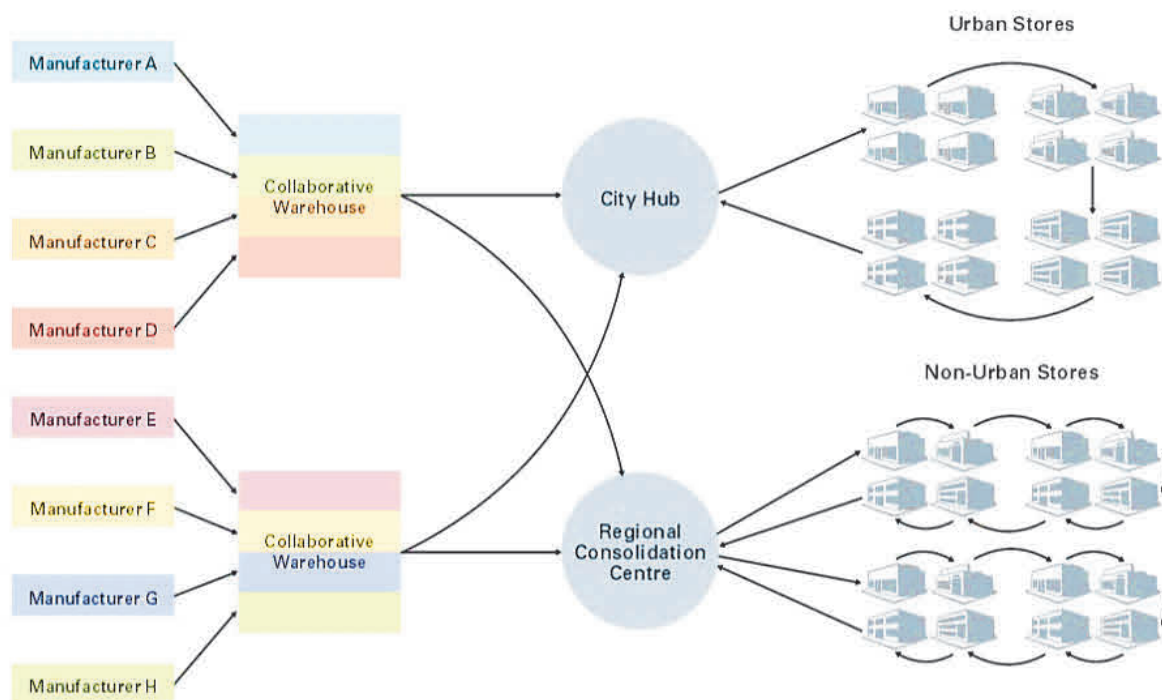 Urban Stores
Manufacturer A
Manufacturer B
Manufacturer C
Manufacturer D
Collaborative
Warehouse
City Hub
Non-Urban Stores
Manufacturer E
Manufacturer F
Manufacturer G
Manufacturer H
Collaborative
Warehouse
Regional
Consolidation
Centre